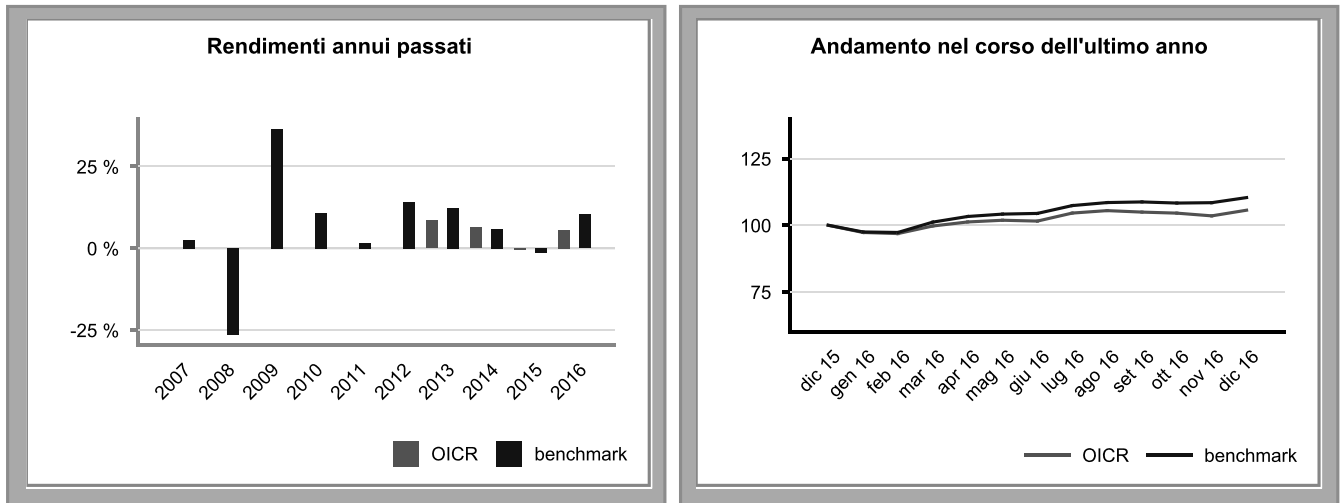 Rendimenti annui passati
25 %
0 %
-25 %
2007
2008
2009
2010
2011
2012
2013
2014
2015
2016
OICR
benchmark
Andamento nel corso dell'ultimo anno
125
100
75
dic 15
gen 16
feb 16
mar 16
apr 16
mag 16
giu 16
lug 16
ago 16
set 16
ott 16
nov 16
dic 16
OICR
benchmark